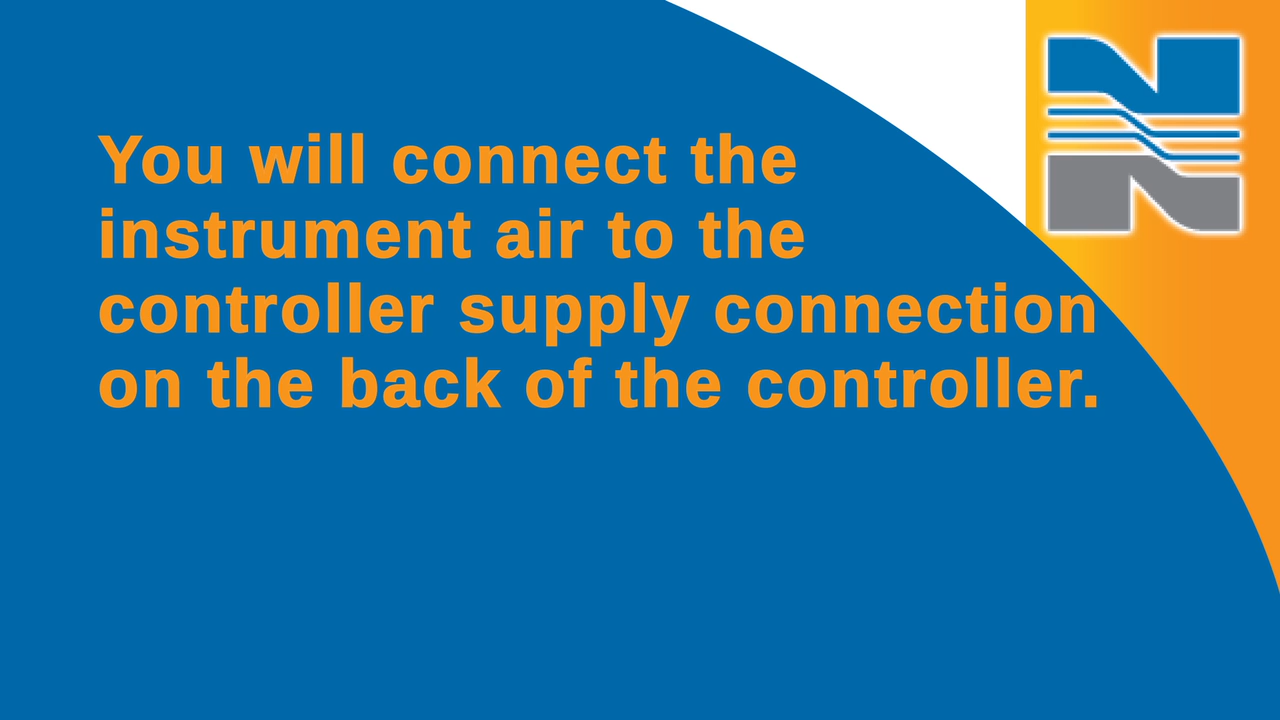 You will connect the
instrument air to the
controller supply connection
on the back of the controller.